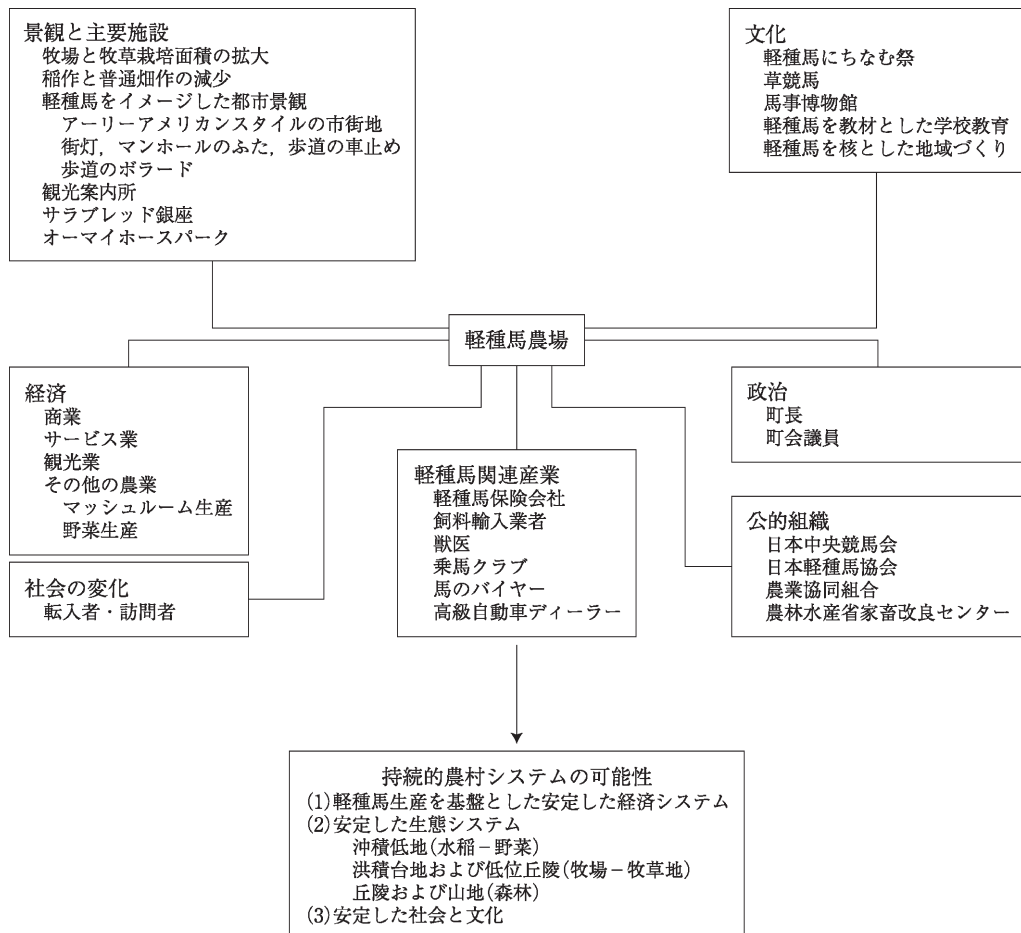 景観と主要施設
牧場と牧草栽培面積の拡大
稲作と普通畑作の減少
軽種馬をイメージした都市景観
アーリーアメリカンスタイルの市街地
街灯，マンホールのふた，歩道の車止め
歩道のボラード
観光案内所
サラブレッド銀座
オーマイホースパーク
文化
軽種馬にちなむ祭
草競馬
馬事博物館
軽種馬を教材とした学校教育
軽種馬を核とした地域づくり
軽種馬農場
経済
商業
サービス業
観光業
その他の農業
マッシュルーム生産
野菜生産
社会の変化
転入者・訪問者
軽種馬関連産業
軽種馬保険会社
飼料輸入業者
獣医
乗馬クラブ
馬のバイヤー
高級自動車ディーラー
政治
町長
町会議員
公的組織
日本中央競馬会
日本軽種馬協会
農業協同組合
農林水産省家畜改良センター
持続的農村システムの可能性
(1)軽種馬生産を基盤とした安定した経済システム
(2)安定した生態システム
沖積低地(水稲－野菜)
洪積台地および低位丘陵(牧場－牧草地)
丘陵および山地(森林)
(3)安定した社会と文化